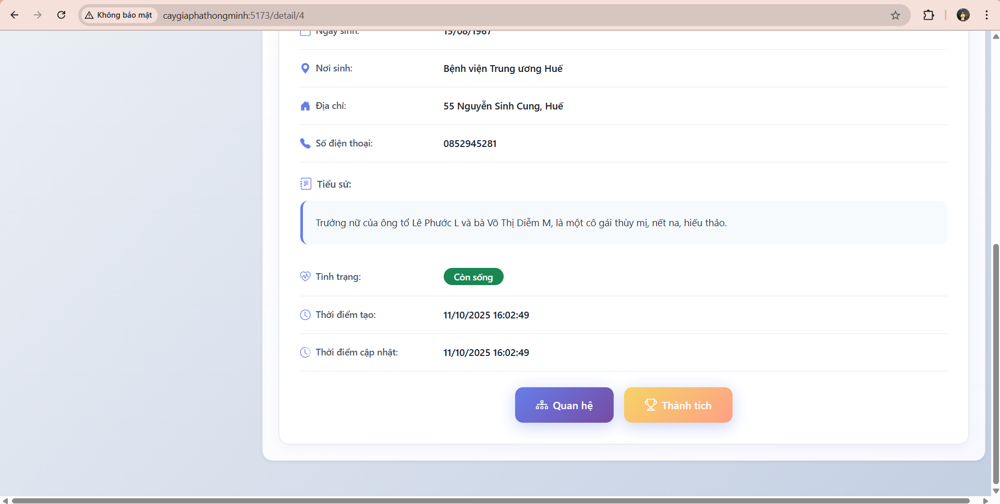 Không bảo mật
caygiaphathongminh:5173/detail/4
Ngày sinh: 15/08/1967
Nơi sinh: Bệnh viện Trung ương Huế
Địa chỉ: 55 Nguyễn Sinh Cung, Huế
Số điện thoại: 0852945281
Tiểu sử:
Trưởng nữ của ông tổ Lê Phước L và bà Võ Thị Diễm M, là một cô gái thùy mị, nết na, hiếu thảo.
Tình trạng: Còn sống
Thời điểm tạo: 11/10/2025 16:02:49
Thời điểm cập nhật: 11/10/2025 16:02:49
Quan hệ
Thành tích